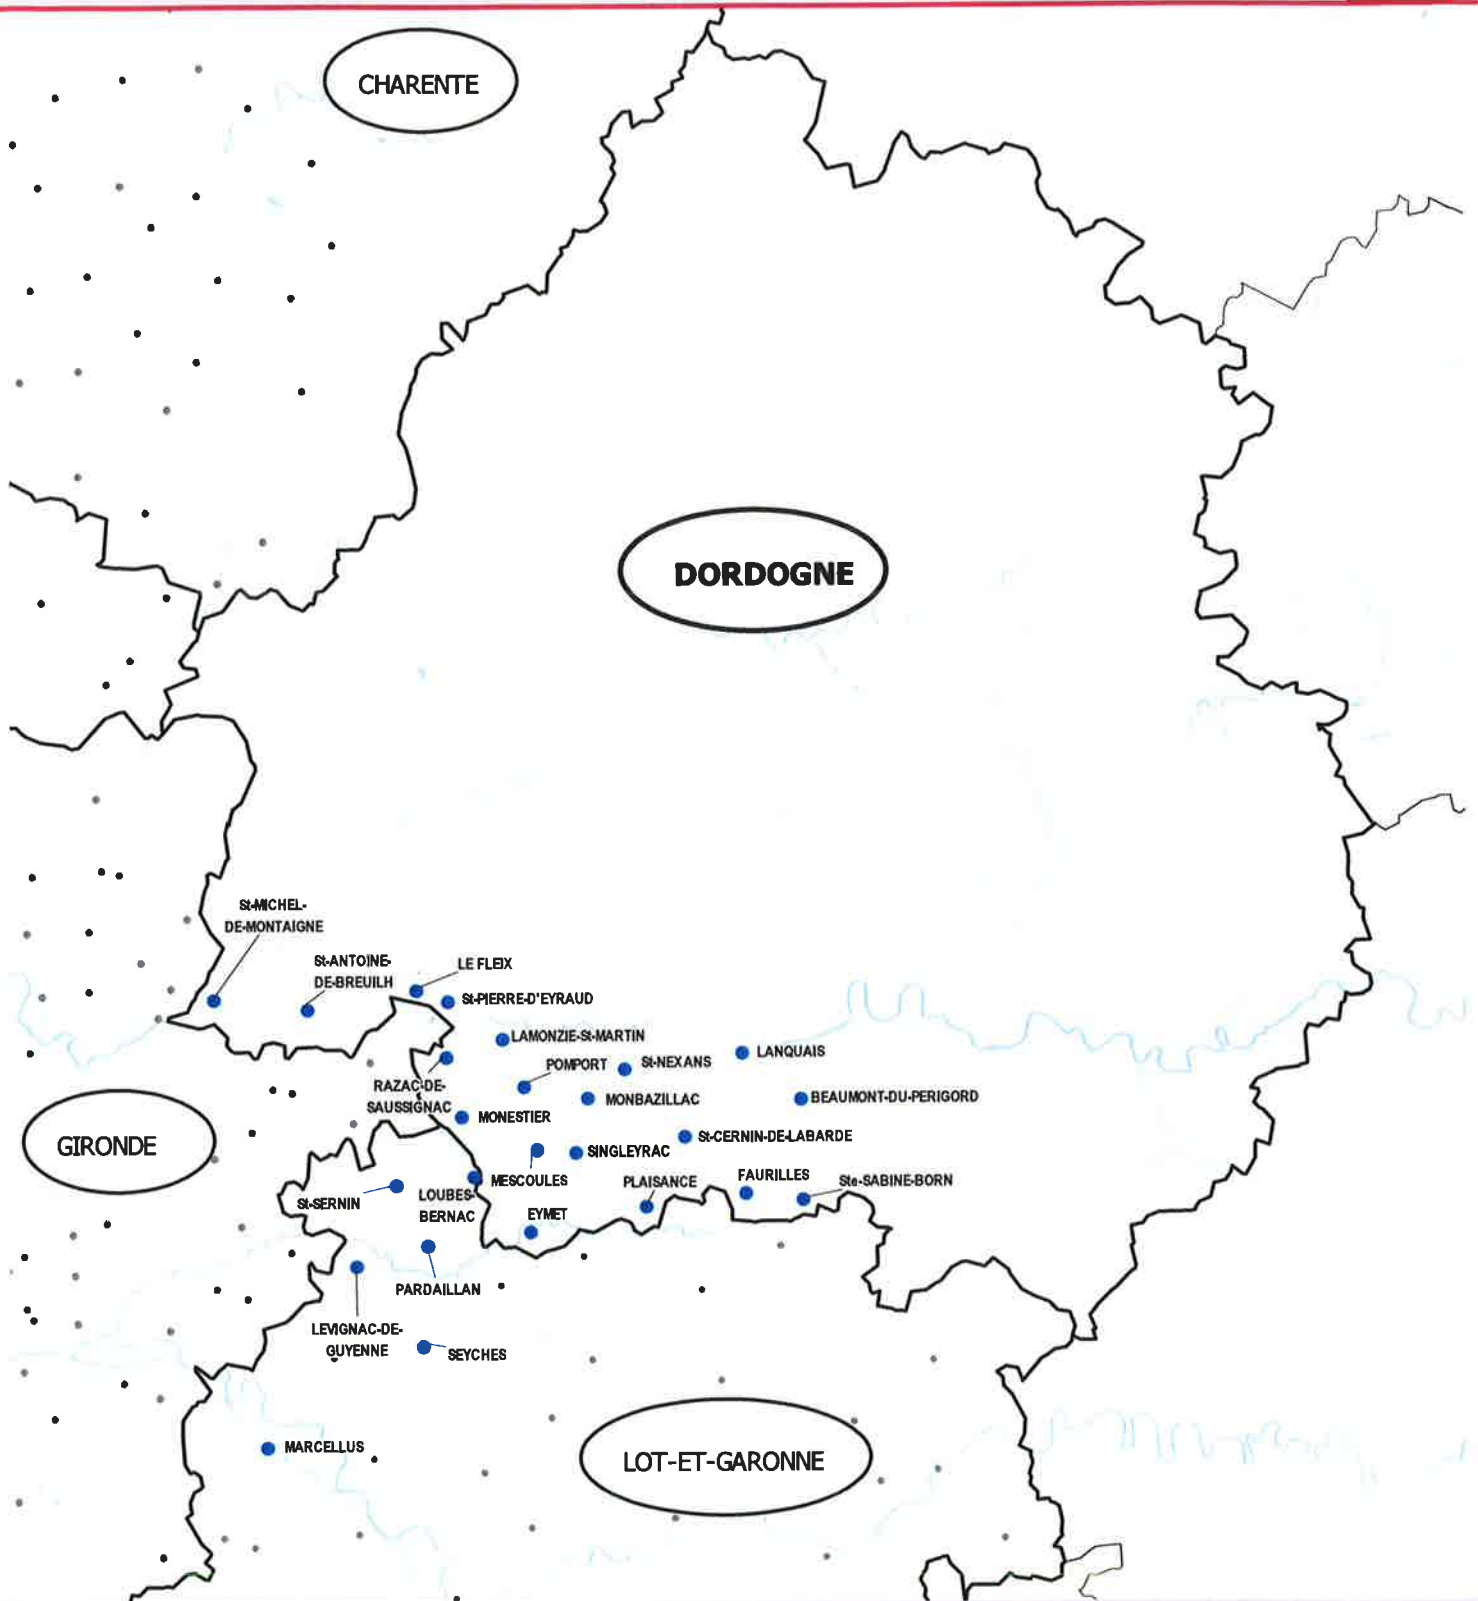 CHARENTE
DORDOGNE
St-MICHEL-
DE-MONTAIGNE
St-ANTOINE-
DE-BREUILH
LE FLEIX
St-PIERRE-D'EYRAUD
LAMONZIE-St-MARTIN
POMPORT
St-NEXANS
LANQUAIS
RAZAC-DE-
SAUSSIGNAC
MONBAZILLAC
BEAUMONT-DU-PERIGORD
MONESTIER
St-CERNIN-DE-LABARDE
GIRONDE
SINGLEYRAC
MESCOULES
PLAISANCE
FAURILLES
Ste-SABINE-BORN
St-SERNIN
LOUBES-
BERNAC
EYMET
PARDAILLAN
LEVIGNAC-DE-
GUYENNE
SEYCHES
MARCELLUS
LOT-ET-GARONNE